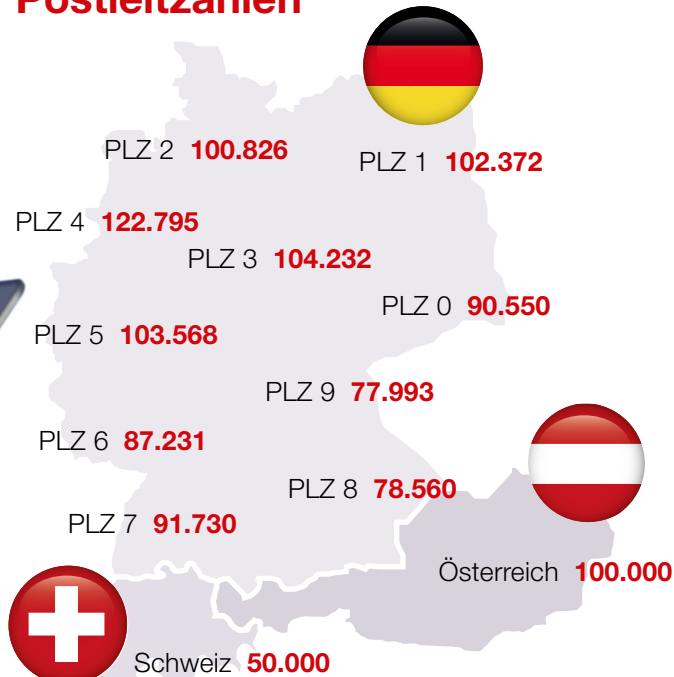 Postleitzahlen
PLZ 2 100.826
PLZ 1 102.372
PLZ 4 122.795
PLZ 3 104.232
PLZ 0 90.550
PLZ 5 103.568
PLZ 9 77.993
PLZ 6 87.231
PLZ 8 78.560
PLZ 7 91.730
Österreich 100.000
Schweiz 50.000